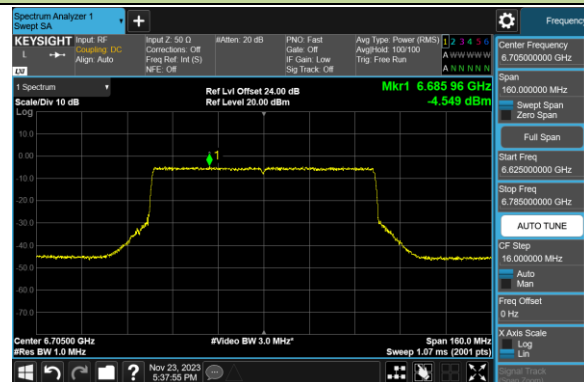 Spectrum Analyzer 1
Swept SA
Frequency
KEYSIGHT
Input: RF
Coupling: DC
Align: Auto
Input Z: 50 Ω
Corrections: Off
Freq Ref: Int (S)
NFE: Off
#Atten: 20 dB
PNO: Fast
Gate: Off
IF Gain: Low
Sig Track: Off
Avg Type: Power (RMS)
Avg|Hold: 100/100
Trig: Free Run
1 2 3 4 5 6
A W W W W W
A N N N N N
L
LXI
1 Spectrum
Scale/Div 10 dB
Log
Ref Lvl Offset 24.00 dB
Ref Level 20.00 dBm
Mkr1 6.685 96 GHz
-4.549 dBm
10.0
0.00
-10.0
-20.0
-30.0
-40.0
-50.0
-60.0
-70.0
1
Center 6.70500 GHz
#Res BW 1.0 MHz
#Video BW 3.0 MHz*
Span 160.0 MHz
Sweep 1.07 ms (2001 pts)
Center Frequency
6.705000000 GHz
Span
160.000000 MHz
Swept Span
Zero Span
Full Span
Start Freq
6.625000000 GHz
Stop Freq
6.785000000 GHz
AUTO TUNE
CF Step
16.000000 MHz
Auto
Man
Freq Offset
0 Hz
X Axis Scale
Log
Lin
Signal Track
?
Nov 23, 2023
5:37:55 PM